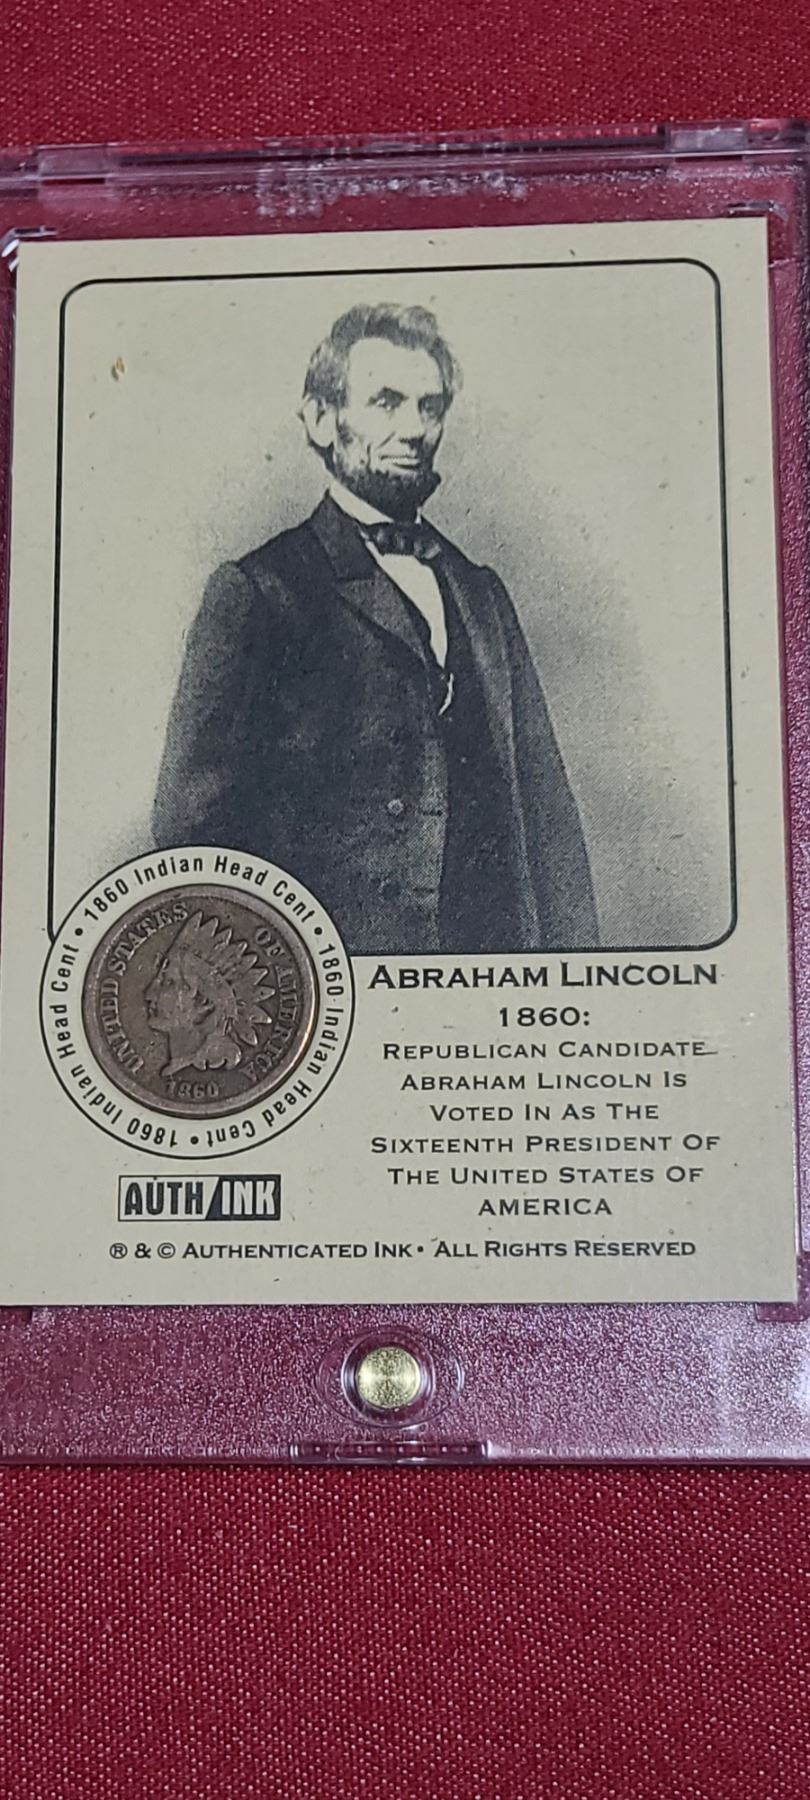 1860 Indian Head Cent • 1860 Indian Head Cent • 1860 Indian Head Cent •
UNITED STATES OF AMERICA
1860
ABRAHAM LINCOLN
1860:
REPUBLICAN CANDIDATE
ABRAHAM LINCOLN IS
VOTED IN AS THE
SIXTEENTH PRESIDENT OF
THE UNITED STATES OF
AMERICA
AUTH/INK
® & © AUTHENTICATED INK • ALL RIGHTS RESERVED